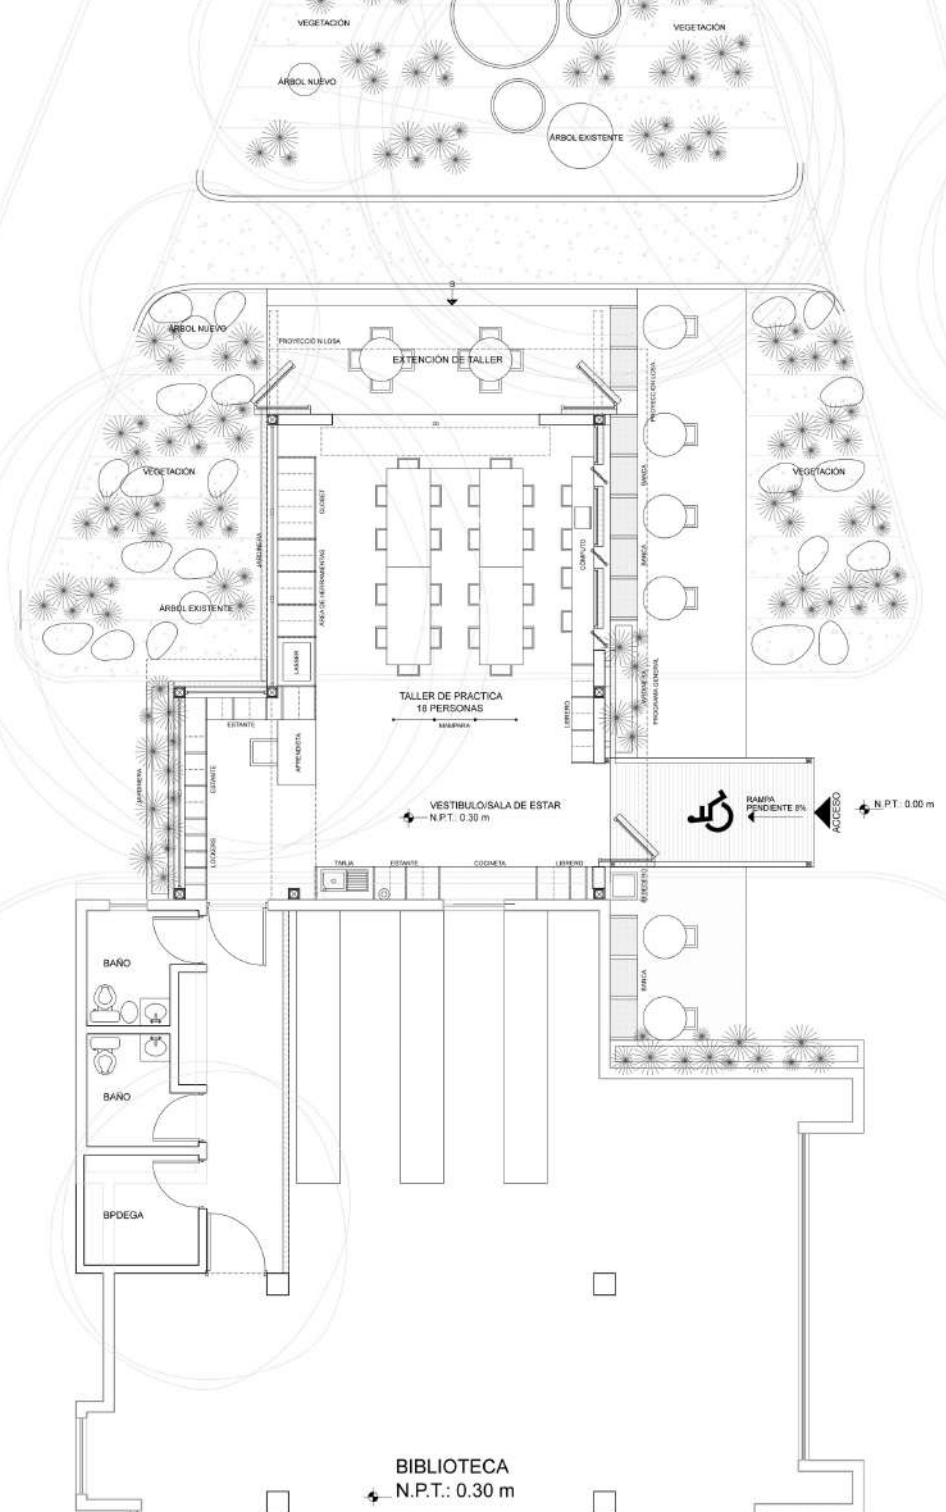 VEGETACIÓN
VEGETACIÓN
ÁRBOL NUEVO
ÁRBOL EXISTENTE
S
ÁRBOL NUEVO
PROYECCIÓN LOSA
EXTENCIÓN DE TALLER
PROYECCIÓN LOSA
VEGETACIÓN
VEGETACIÓN
BANCA
JARDINERA
ÁREA DE HERRAMIENTAS
CÓMPUTO
BANCA
ÁRBOL EXISTENTE
LASSER
TALLER DE PRACTICA
18 PERSONAS
MAMPARA
LIBRERO
JARDINERA
PROGRAMA GENERAL
ESTANTE
APRENDISTA
JARDINERA
ESTANTE
LOCKERS
VESTIBULO/SALA DE ESTAR
N.P.T.: 0.30 m
RAMPA
PENDIENTE 8%
ACCESO
N.P.T.: 0.00 m
TARJA
ESTANTE
COCINETA
LIBRERO
BEBEDERO
BANCA
BAÑO
BAÑO
BPDEGA
BIBLIOTECA
N.P.T.: 0.30 m